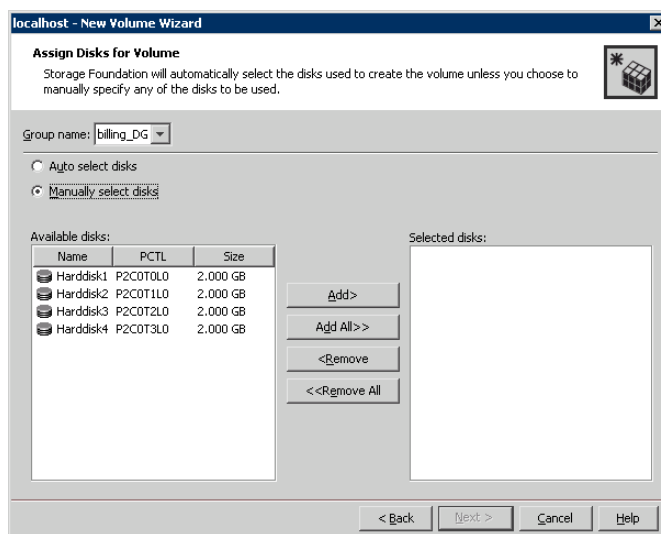 localhost - New Volume Wizard
Assign Disks for Volume
Storage Foundation will automatically select the disks used to create the volume unless you choose to
manually specify any of the disks to be used.
Group name: billing_DG
Auto select disks
Manually select disks
Available disks:
Name PCTL Size
Harddisk1 P2C0T0L0 2.000 GB
Harddisk2 P2C0T1L0 2.000 GB
Harddisk3 P2C0T2L0 2.000 GB
Harddisk4 P2C0T3L0 2.000 GB
Add>
Add All>>
<Remove
<<Remove All
Selected disks:
< Back Next > Cancel Help